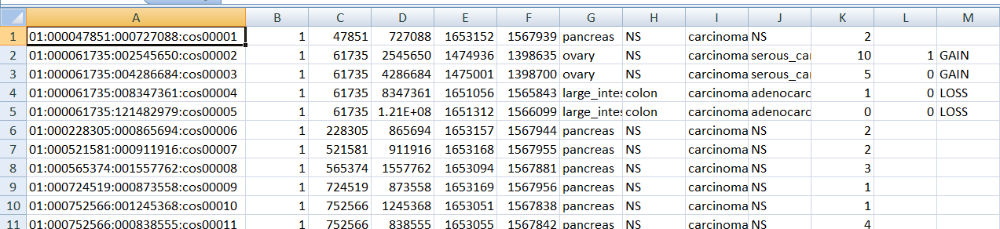 A B C D E F G H I J K L M
1 01:000047851:000727088:cos00001 1 47851 727088 1653152 1567939 pancreas NS carcinoma NS 2
2 01:000061735:002545650:cos00002 1 61735 2545650 1474936 1398635 ovary NS carcinoma serous_ca 10 1 GAIN
3 01:000061735:004286684:cos00003 1 61735 4286684 1475001 1398700 ovary NS carcinoma serous_ca 5 0 GAIN
4 01:000061735:008347361:cos00004 1 61735 8347361 1651056 1565843 large_intes colon carcinoma adenocarc 1 0 LOSS
5 01:000061735:121482979:cos00005 1 61735 1.21E+08 1651312 1566099 large_intes colon carcinoma adenocarc 0 0 LOSS
6 01:000228305:000865694:cos00006 1 228305 865694 1653157 1567944 pancreas NS carcinoma NS 2
7 01:000521581:000911916:cos00007 1 521581 911916 1653168 1567955 pancreas NS carcinoma NS 2
8 01:000565374:001557762:cos00008 1 565374 1557762 1653094 1567881 pancreas NS carcinoma NS 3
9 01:000724519:000873558:cos00009 1 724519 873558 1653169 1567956 pancreas NS carcinoma NS 1
10 01:000752566:001245368:cos00010 1 752566 1245368 1653051 1567838 pancreas NS carcinoma NS 1
11 01:000752566:000838555:cos00011 1 752566 838555 1653055 1567842 pancreas NS carcinoma NS 4